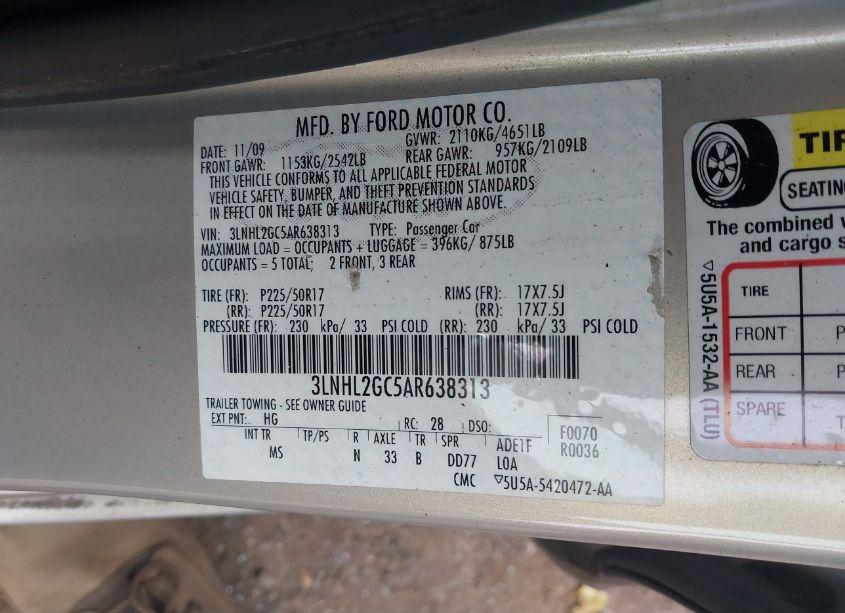 MFD. BY FORD MOTOR CO.
DATE: 11/09 GVWR: 2110KG/4651LB
FRONT GAWR: 1153KG/2542LB REAR GAWR: 957KG/2109LB
THIS VEHICLE CONFORMS TO ALL APPLICABLE FEDERAL MOTOR
VEHICLE SAFETY, BUMPER, AND THEFT PREVENTION STANDARDS
IN EFFECT ON THE DATE OF MANUFACTURE SHOWN ABOVE.
VIN: 3LNHL2GC5AR638313 TYPE: Passenger Car
MAXIMUM LOAD = OCCUPANTS + LUGGAGE = 396KG/ 875LB
OCCUPANTS = 5 TOTAL; 2 FRONT, 3 REAR
TIRE (FR): P225/50R17 RIMS (FR): 17X7.5J
(RR): P225/50R17 (RR): 17X7.5J
PRESSURE (FR): 230 kPa/ 33 PSI COLD (RR): 230 kPa/ 33 PSI COLD
3LNHL2GC5AR638313
TRAILER TOWING - SEE OWNER GUIDE
EXT PNT: HG RC: 28 DSO: F0070
INT TR TP/PS R AXLE TR SPR ADE1F R0036
MS N 33 B DD77 LOA
CMC ▽5U5A-5420472-AA
TIR
SEATING
The combined
and cargo s
TIRE
FRONT P
REAR P
SPARE T
▽5U5A-1532-AA (TLU)